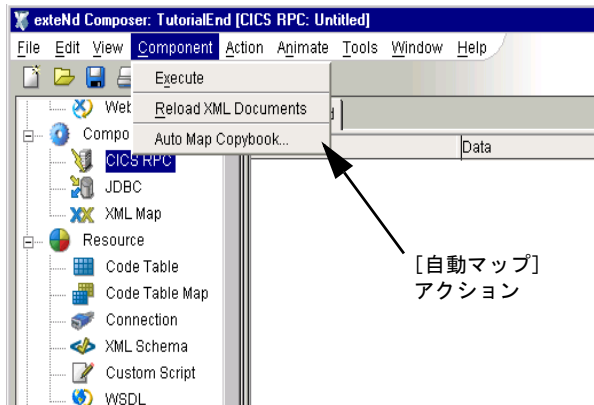 exteNd Composer: TutorialEnd [CICS RPC: Untitled]
File Edit View Component Action Animate Tools Window Help
Execute
Reload XML Documents
Auto Map Copybook...
Data
CICS RPC
JDBC
XML Map
Resource
Code Table
Code Table Map
Connection
XML Schema
Custom Script
WSDL
[自動マップ]
アクション